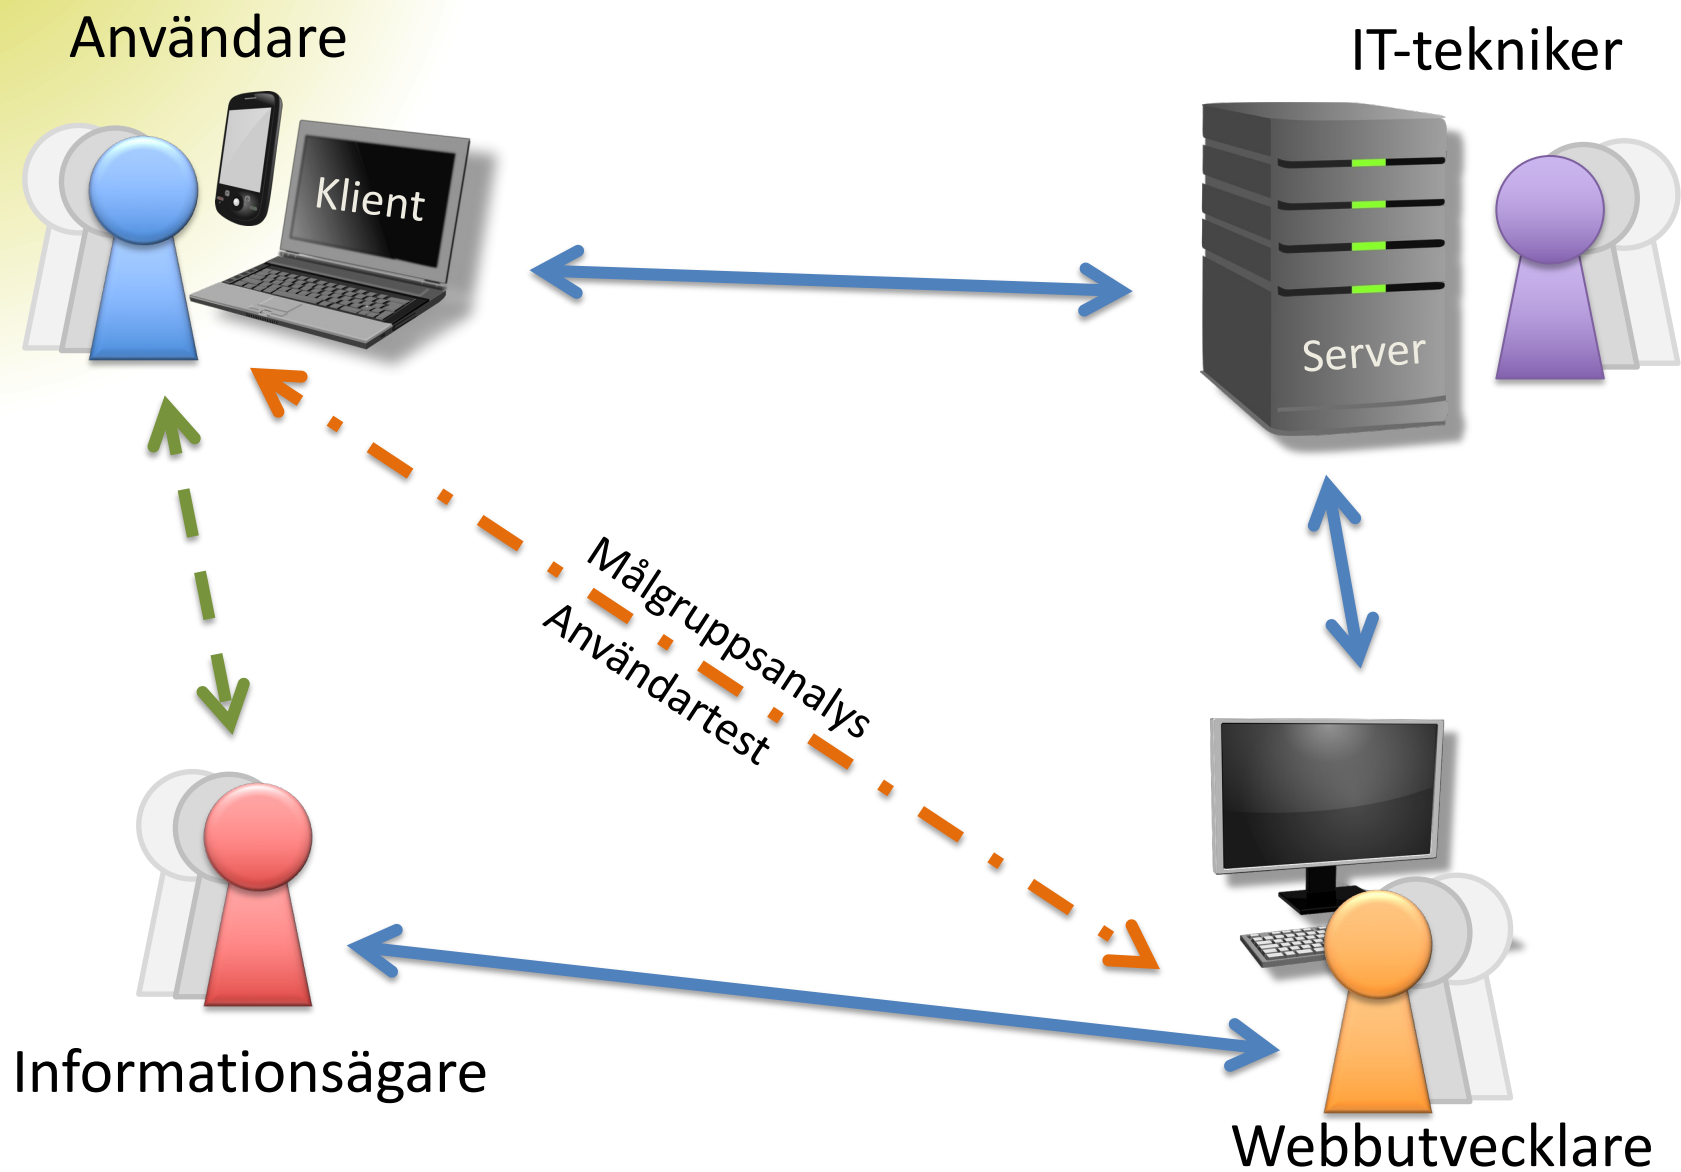 Användare
IT-tekniker
Klient
Server
Målgruppsanalys
Användartest
Informationsägare
Webbutvecklare